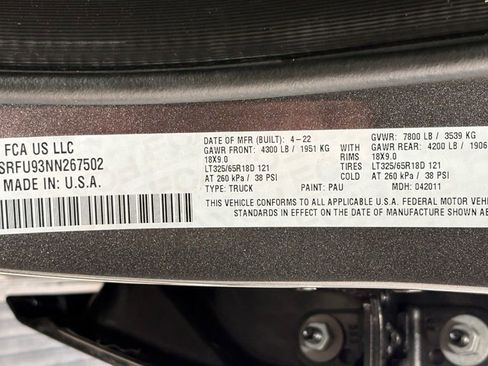 FCA US LLC
SRFU93NN267502
MADE IN: U.S.A.
DATE OF MFR (BUILT): 4-22 GVWR: 7800 LB / 3539 KG
GAWR FRONT: 4300 LB / 1951 KG GAWR REAR: 4200 LB / 1906
18X9.0 RIMS 18X9.0
LT325/65R18D 121 TIRES LT325/65R18D 121
AT 260 kPa / 38 PSI COLD AT 260 kPa / 38 PSI
TYPE: TRUCK PAINT: PAU MDH: 042011
THIS VEHICLE CONFORMS TO ALL APPLICABLE U.S.A. FEDERAL MOTOR VEHIC
STANDARDS IN EFFECT ON THE DATE OF MANUFACTURE SHOWN AB